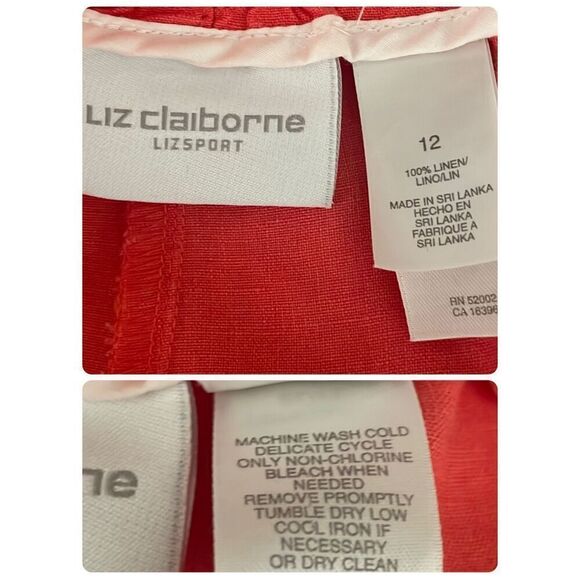 Liz claiborne
LIZSPORT
12
100% LINEN/
LINO/LIN
MADE IN SRI LANKA
HECHO EN
SRI LANKA
FABRIQUE A
SRI LANKA
RN 52002
CA 16396
ne
MACHINE WASH COLD
DELICATE CYCLE
ONLY NON-CHLORINE
BLEACH WHEN
NEEDED
REMOVE PROMPTLY
TUMBLE DRY LOW
COOL IRON IF
NECESSARY
OR DRY CLEAN